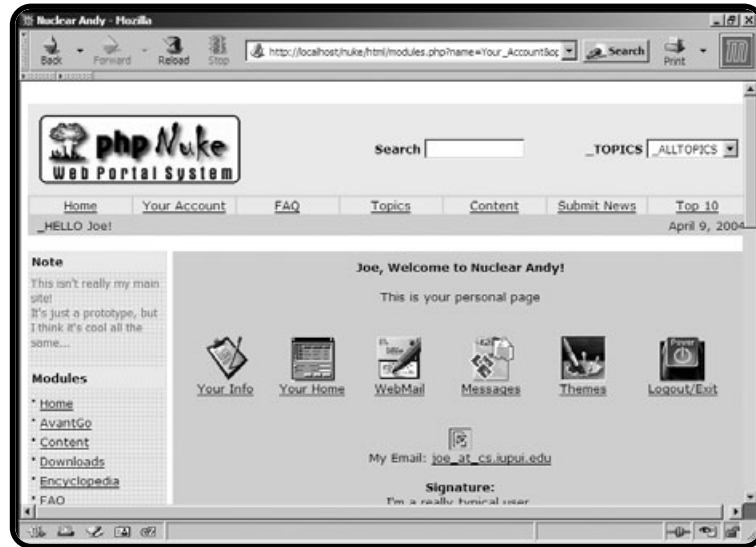 Nuclear Andy - Mozilla
Back Forward Reload Stop http://localhost/nuke/html/modules.php?name=Your_Account&op Search Print
php Nuke
Web Portal System
Search _TOPICS _ALLTOPICS
Home Your Account FAQ Topics Content Submit News Top 10
_HELLO Joe! April 9, 2004
Note
This isn't really my main
site!
It's just a prototype, but
I think it's cool all the
same...
Modules
Home
AvantGo
Content
Downloads
Encyclopedia
FAQ
Joe, Welcome to Nuclear Andy!
This is your personal page
Your Info Your Home WebMail Messages Themes Logout/Exit
My Email: joe_at_cs.iupui.edu
Signature:
I'm a really typical user